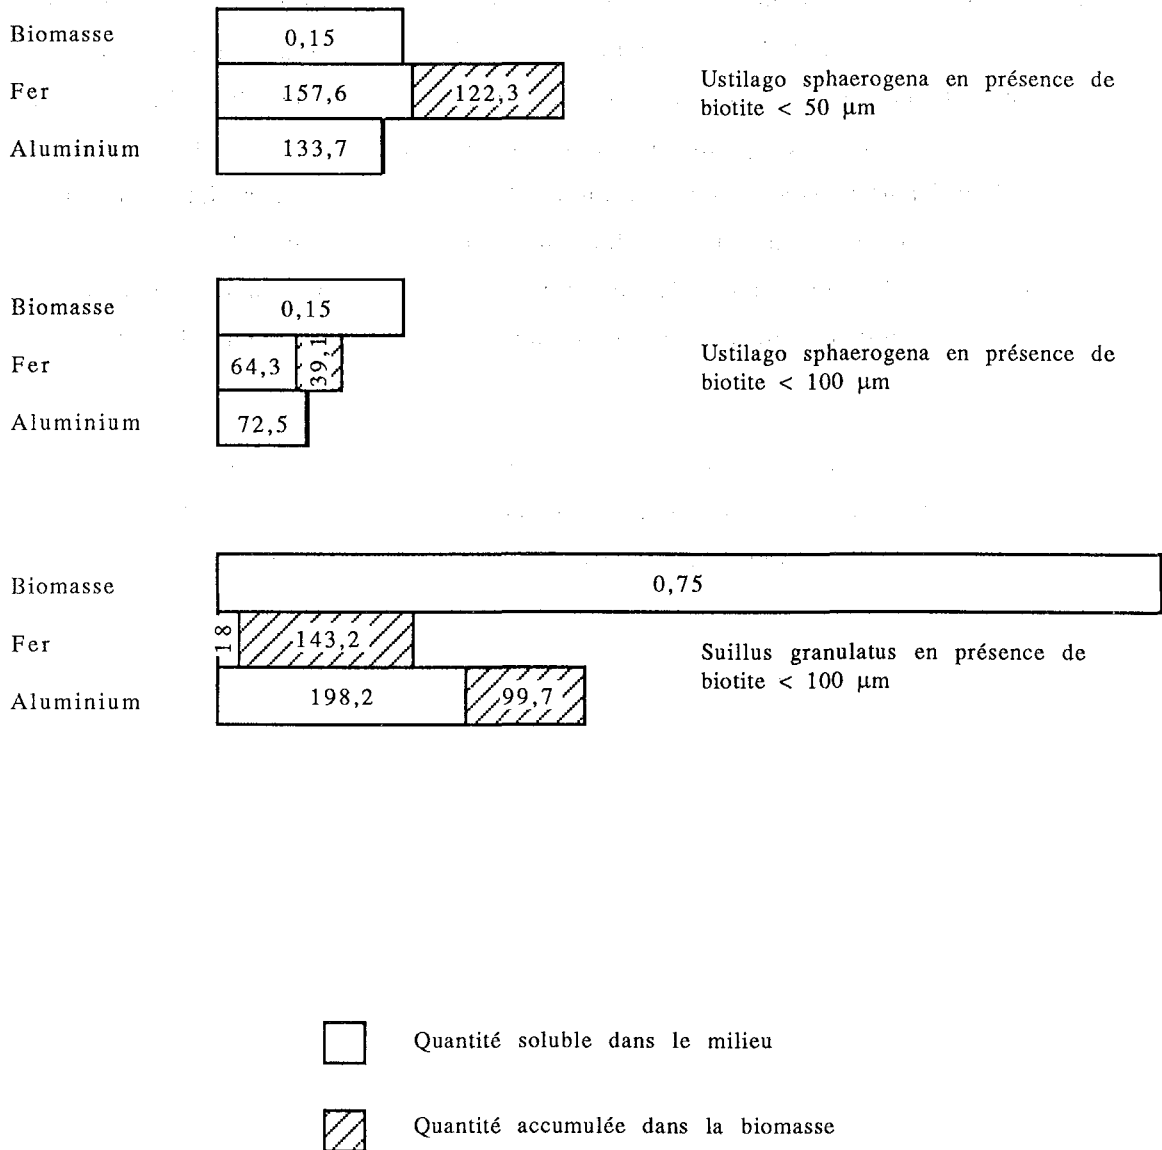 Biomasse
0,15
Fer
157,6 122,3
Aluminium
133,7
Ustilago sphaerogena en présence de
biotite < 50 µm
Biomasse
0,15
Fer
64,3 39,1
Aluminium
72,5
Ustilago sphaerogena en présence de
biotite < 100 µm
Biomasse
0,75
Fer
18 143,2
Aluminium
198,2 99,7
Suillus granulatus en présence de
biotite < 100 µm
Quantité soluble dans le milieu
Quantité accumulée dans la biomasse